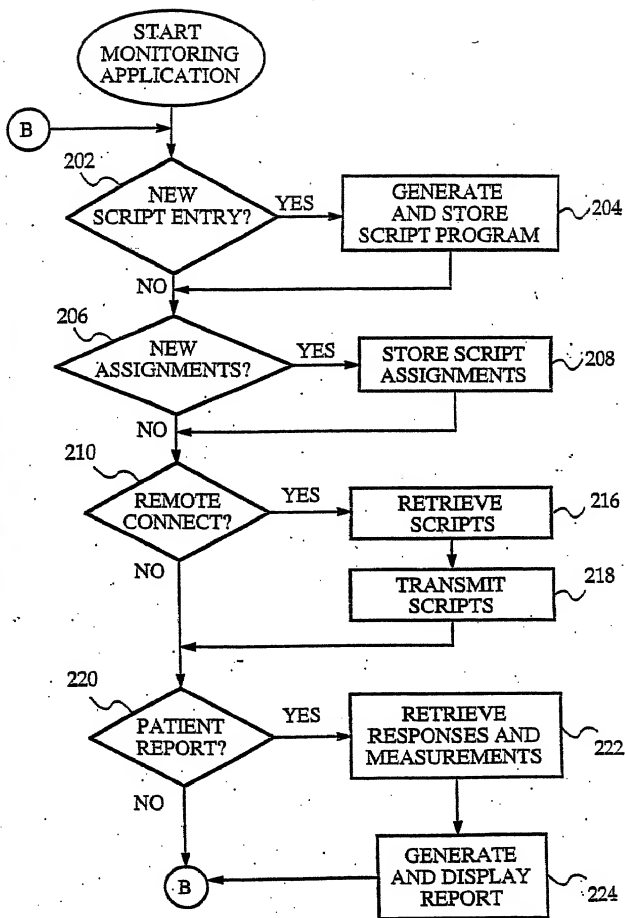 START
MONITORING
APPLICATION
B
202
NEW
SCRIPT ENTRY?
YES
GENERATE
AND STORE
SCRIPT PROGRAM
204
NO
206
NEW
ASSIGNMENTS?
YES
STORE SCRIPT
ASSIGNMENTS
208
NO
210
REMOTE
CONNECT?
YES
RETRIEVE
SCRIPTS
216
NO
TRANSMIT
SCRIPTS
218
220
PATIENT
REPORT?
YES
RETRIEVE
RESPONSES AND
MEASUREMENTS
222
NO
B
GENERATE
AND DISPLAY
REPORT
224